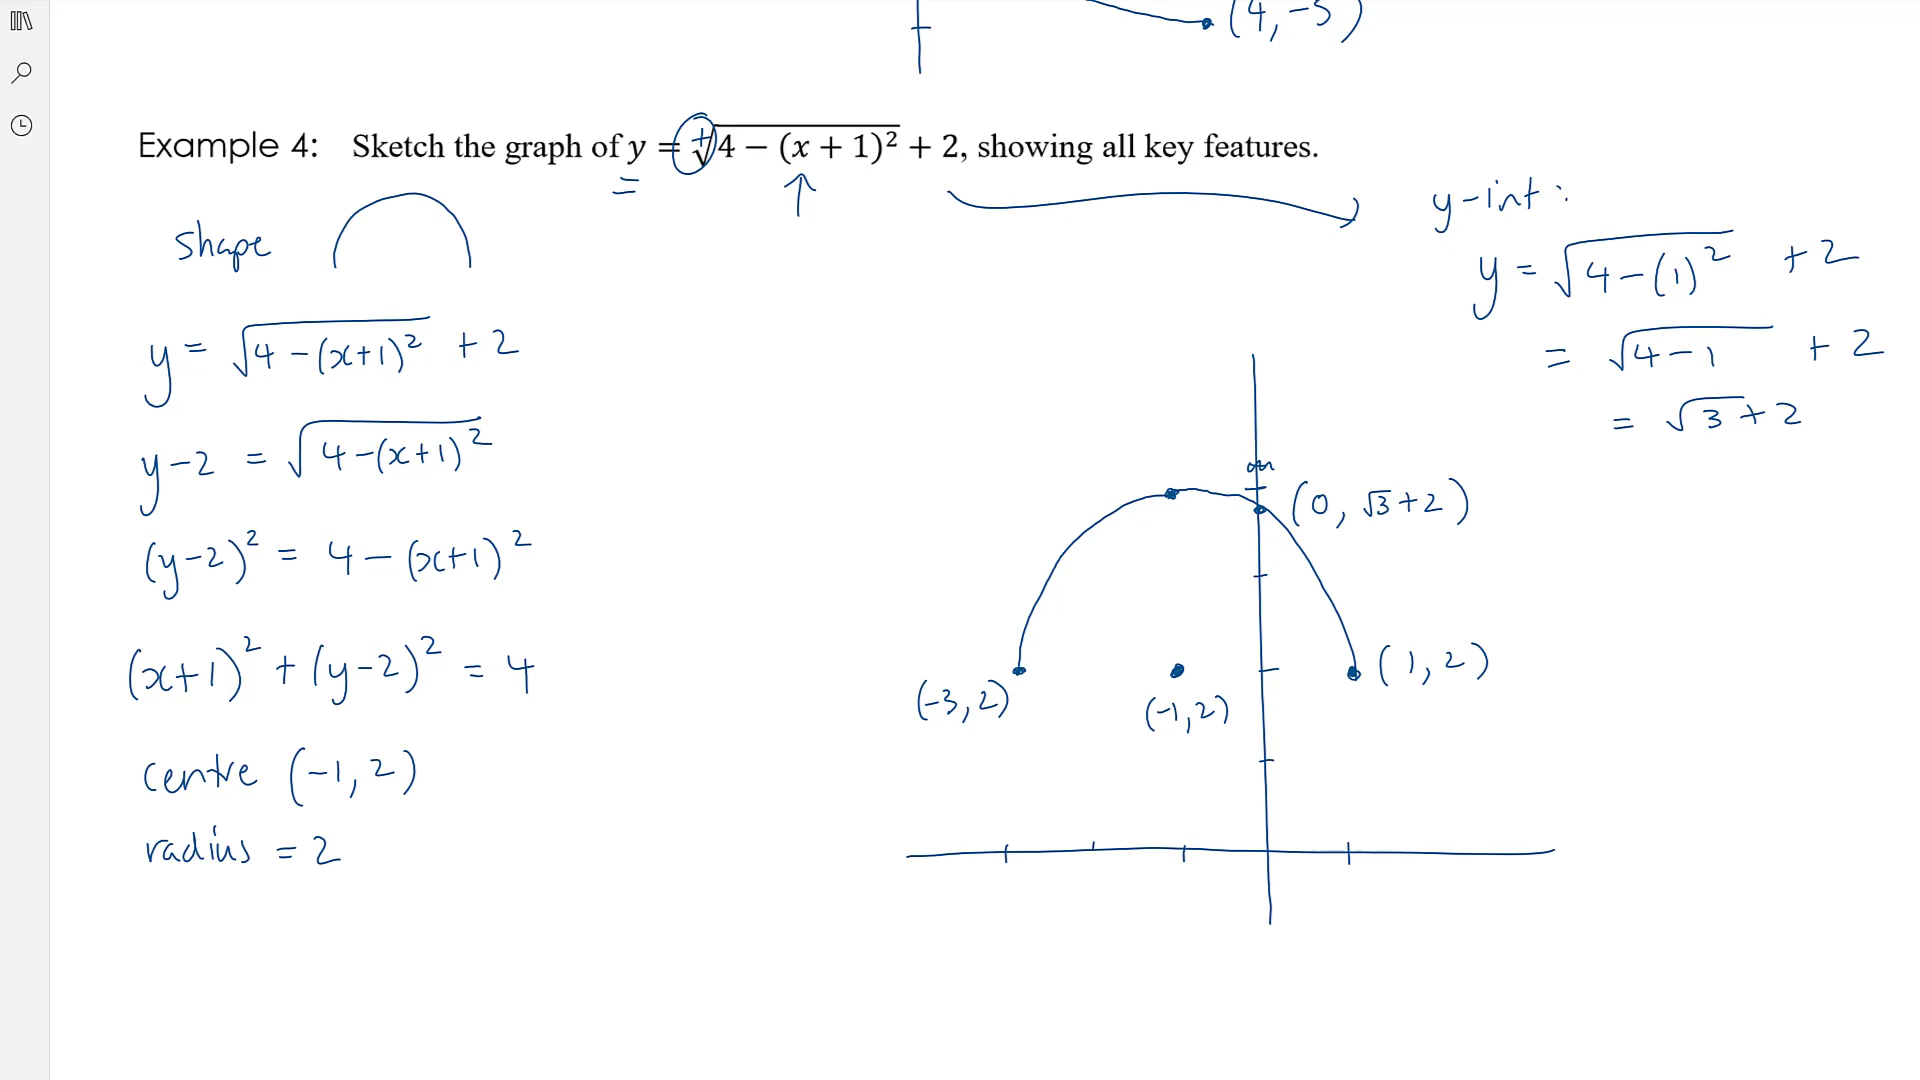 (4, -5)
Example 4: Sketch the graph of y = +√4 − (x + 1)² + 2, showing all key features.
shape
y = √4 - (x+1)² + 2
y - 2 = √4 - (x+1)²
(y-2)² = 4 - (x+1)²
(x+1)² + (y-2)² = 4
centre (-1, 2)
radius = 2
y-int :
y = √4 - (1)² + 2
= √4 - 1 + 2
= √3 + 2
(0, √3 + 2)
(-3, 2)
(-1, 2)
(1, 2)